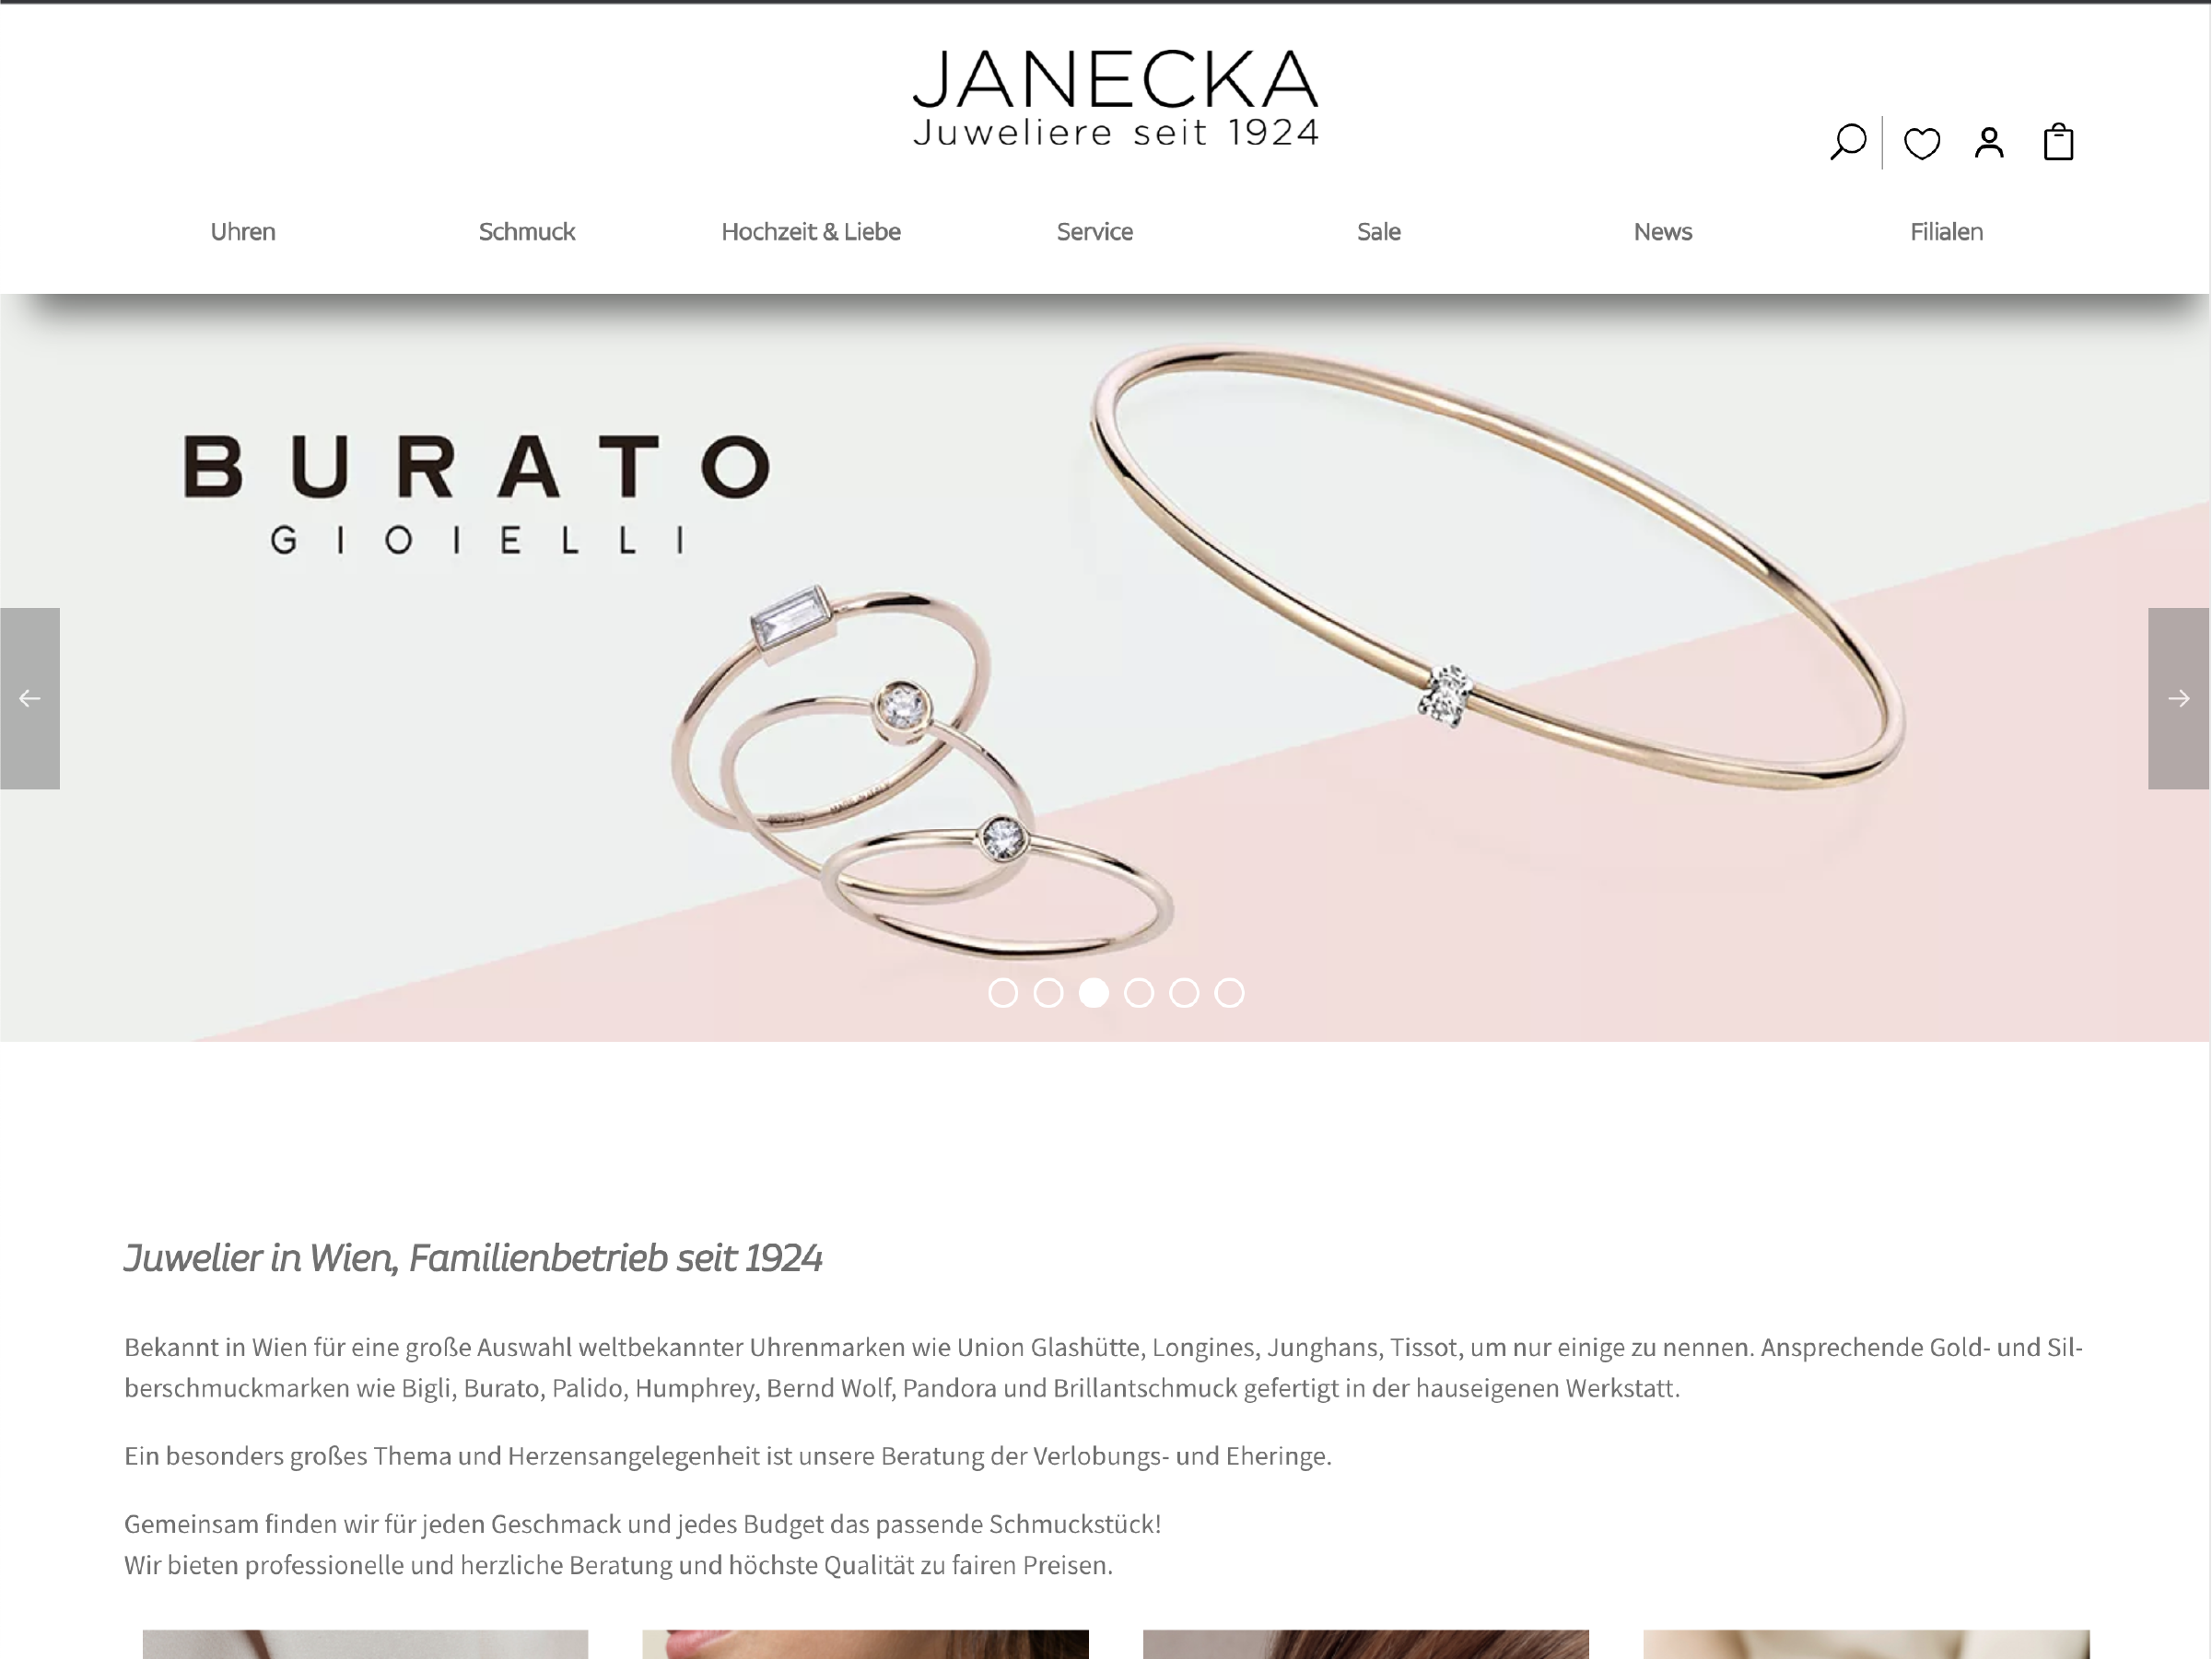 JANECKA
Juweliere seit 1924
Uhren
Schmuck
Hochzeit & Liebe
Service
Sale
News
Filialen
BURATO
GIOIELLI
Juwelier in Wien, Familienbetrieb seit 1924
Bekannt in Wien für eine große Auswahl weltbekannter Uhrenmarken wie Union Glashütte, Longines, Junghans, Tissot, um nur einige zu nennen. Ansprechende Gold- und Sil-
berschmuckmarken wie Bigli, Burato, Palido, Humphrey, Bernd Wolf, Pandora und Brillantschmuck gefertigt in der hauseigenen Werkstatt.
Ein besonders großes Thema und Herzensangelegenheit ist unsere Beratung der Verlobungs- und Eheringe.
Gemeinsam finden wir für jeden Geschmack und jedes Budget das passende Schmuckstück!
Wir bieten professionelle und herzliche Beratung und höchste Qualität zu fairen Preisen.